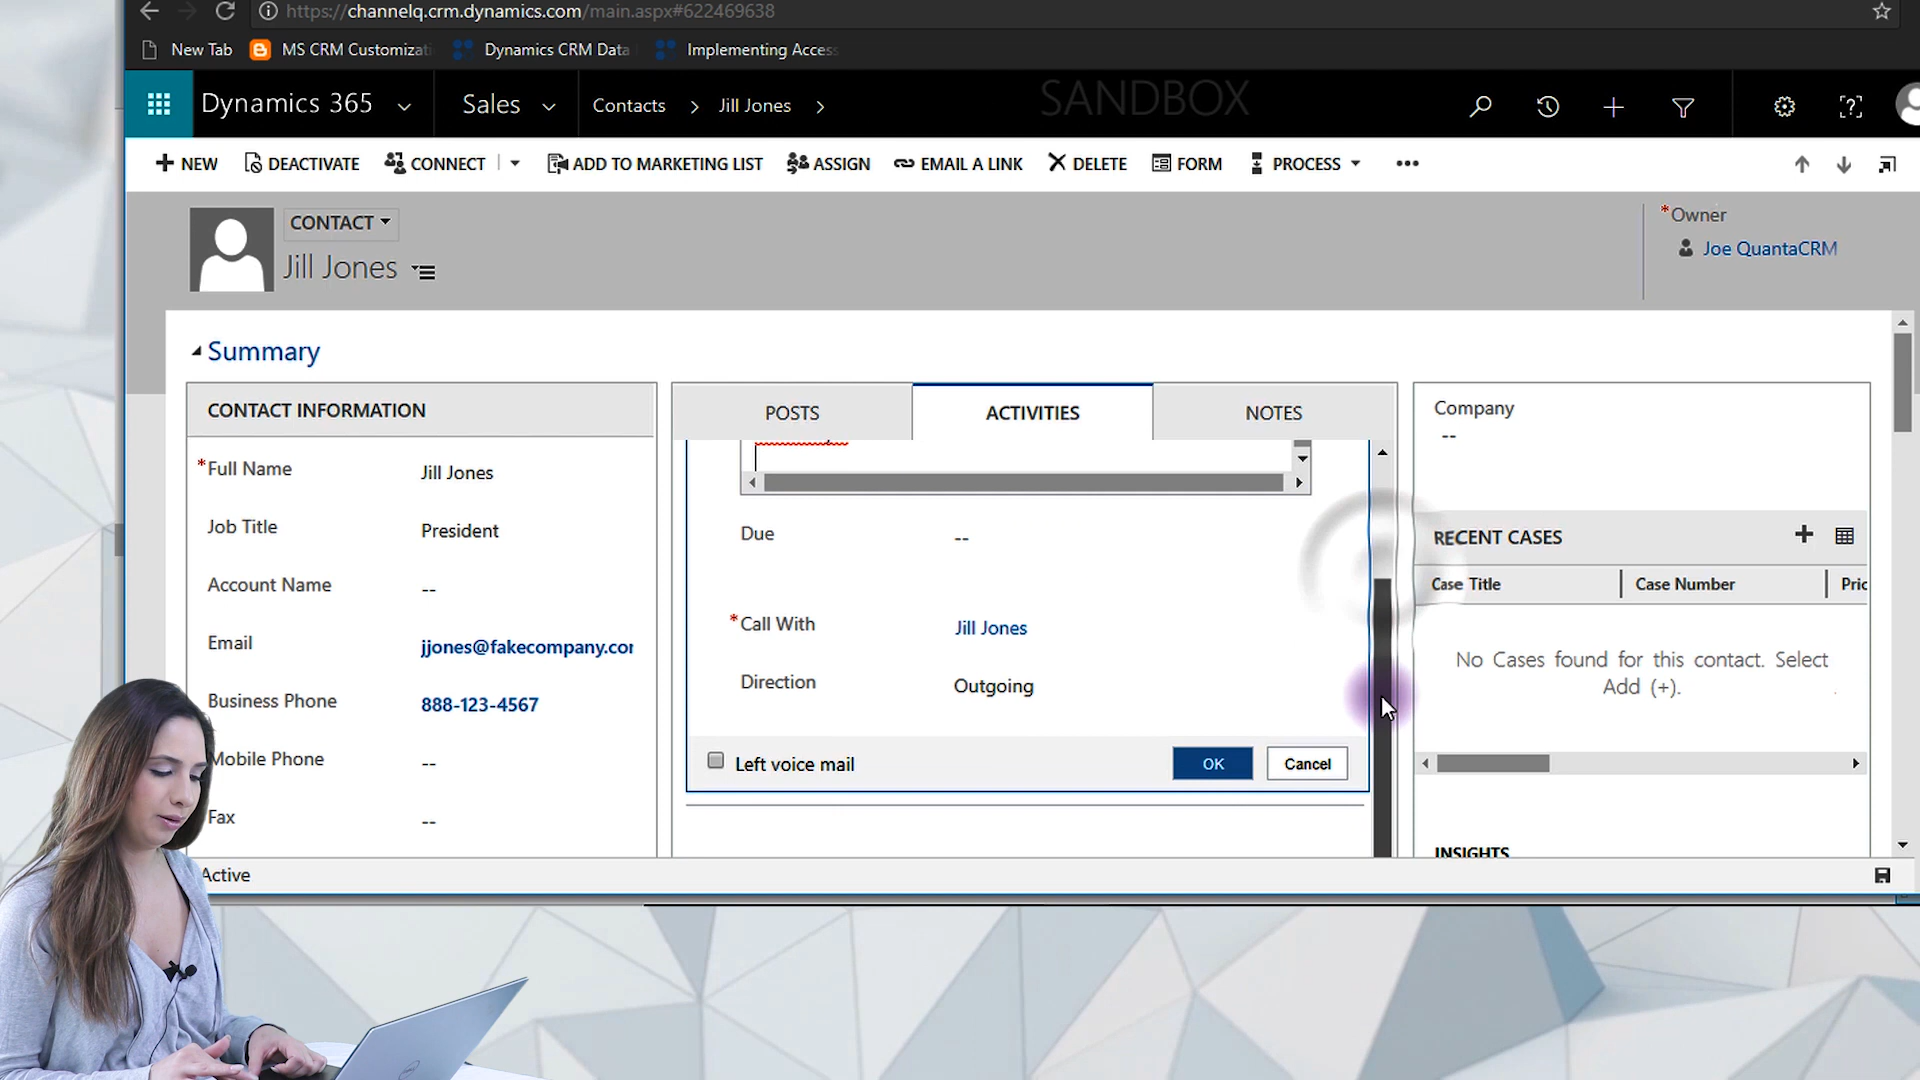 https://channelq.crm.dynamics.com/main.aspx#622469638
New Tab
MS CRM Customizati
Dynamics CRM Data
Implementing Access
Dynamics 365
Sales
Contacts > Jill Jones >
SANDBOX
+ NEW
DEACTIVATE
CONNECT
ADD TO MARKETING LIST
ASSIGN
EMAIL A LINK
DELETE
FORM
PROCESS
•••
CONTACT
Jill Jones
*Owner
Joe QuantaCRM
Summary
CONTACT INFORMATION
*Full Name Jill Jones
Job Title President
Account Name --
Email jjones@fakecompany.cor
Business Phone 888-123-4567
Mobile Phone --
Fax --
POSTS
ACTIVITIES
NOTES
Due --
*Call With Jill Jones
Direction Outgoing
Left voice mail
OK
Cancel
Company
--
RECENT CASES
Case Title
Case Number
Pric
No Cases found for this contact. Select
Add (+).
INSIGHTS
Active